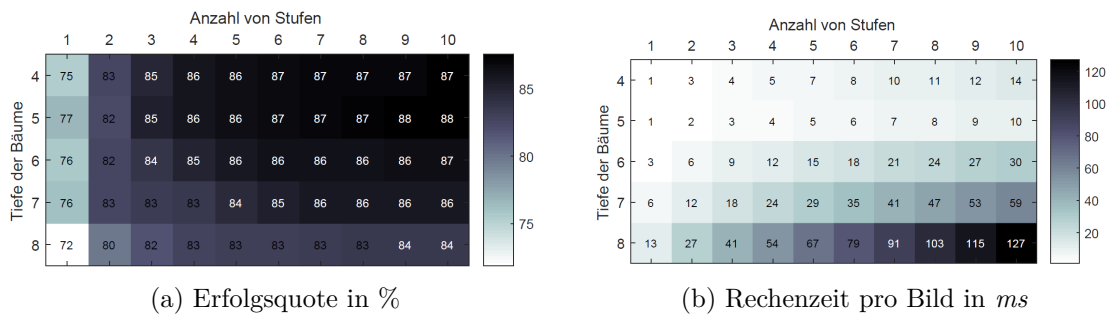 Anzahl von Stufen
1 2 3 4 5 6 7 8 9 10
Tiefe der Bäume
4 75 83 85 86 86 87 87 87 87 87
5 77 82 85 86 86 87 87 87 88 88
6 76 82 84 85 86 86 86 86 86 87
7 76 83 83 83 84 85 86 86 86 86
8 72 80 82 83 83 83 83 83 84 84
85
80
75
(a) Erfolgsquote in %
Anzahl von Stufen
1 2 3 4 5 6 7 8 9 10
Tiefe der Bäume
4 1 3 4 5 7 8 10 11 12 14
5 1 2 3 4 5 6 7 8 9 10
6 3 6 9 12 15 18 21 24 27 30
7 6 12 18 24 29 35 41 47 53 59
8 13 27 41 54 67 79 91 103 115 127
120
100
80
60
40
20
(b) Rechenzeit pro Bild in ms